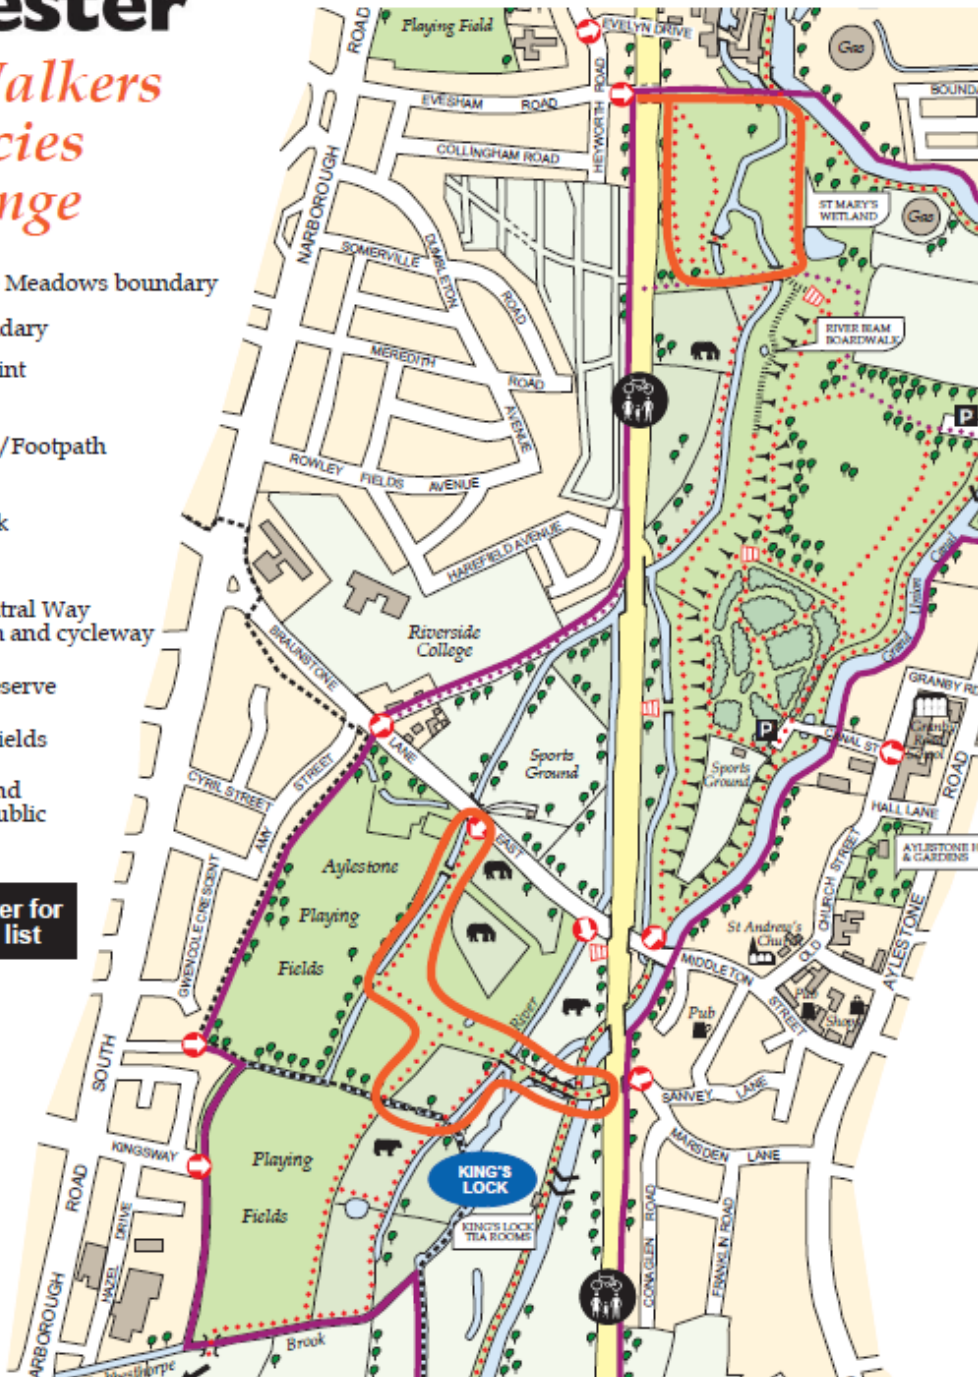 ester
Walkers
cies
nge
Meadows boundary
dary
int
/Footpath
k
tral Way
n and cycleway
eserve
ields
nd
ublic
er for
list
ROAD
Playing Field
EVELYN DRIVE
Gas
EVESHAM ROAD
HEYWORTH ROAD
BOUNDA
COLLINGHAM ROAD
NARBOROUGH
ST MARY'S
WETLAND
Gas
SOMERVILLE
ROAD
DUMBLETON
AVENUE
RIVER BIAM
BOARDWALK
MEREDITH
ROAD
P
ROWLEY FIELDS AVENUE
HAREFIELD AVENUE
Grand Union Canal
Riverside
College
BRAUNSTONE
LANE
EAST
GRANBY R
P
CANAL ST
Sports
Ground
Sports
Ground
CYRIL STREET
AMY STREET
HALL LANE
AYLESTONE H
& GARDENS
Aylestone
Playing
Fields
GWENDOLE CRESCENT
OLD CHURCH STREET
AYLESTONE
ROAD
St Andrew's
Church
MIDDLETON
STREET
Pub
Pub
Shops
River
SOUTH
SANVEY LANE
MARSDEN LANE
KINGSWAY
ROAD
Playing
Fields
KING'S
LOCK
KING'S LOCK
TEA ROOMS
HAZEL DRIVE
CONAGLEN ROAD
FRANKLIN ROAD
ARBOROUGH
Brook